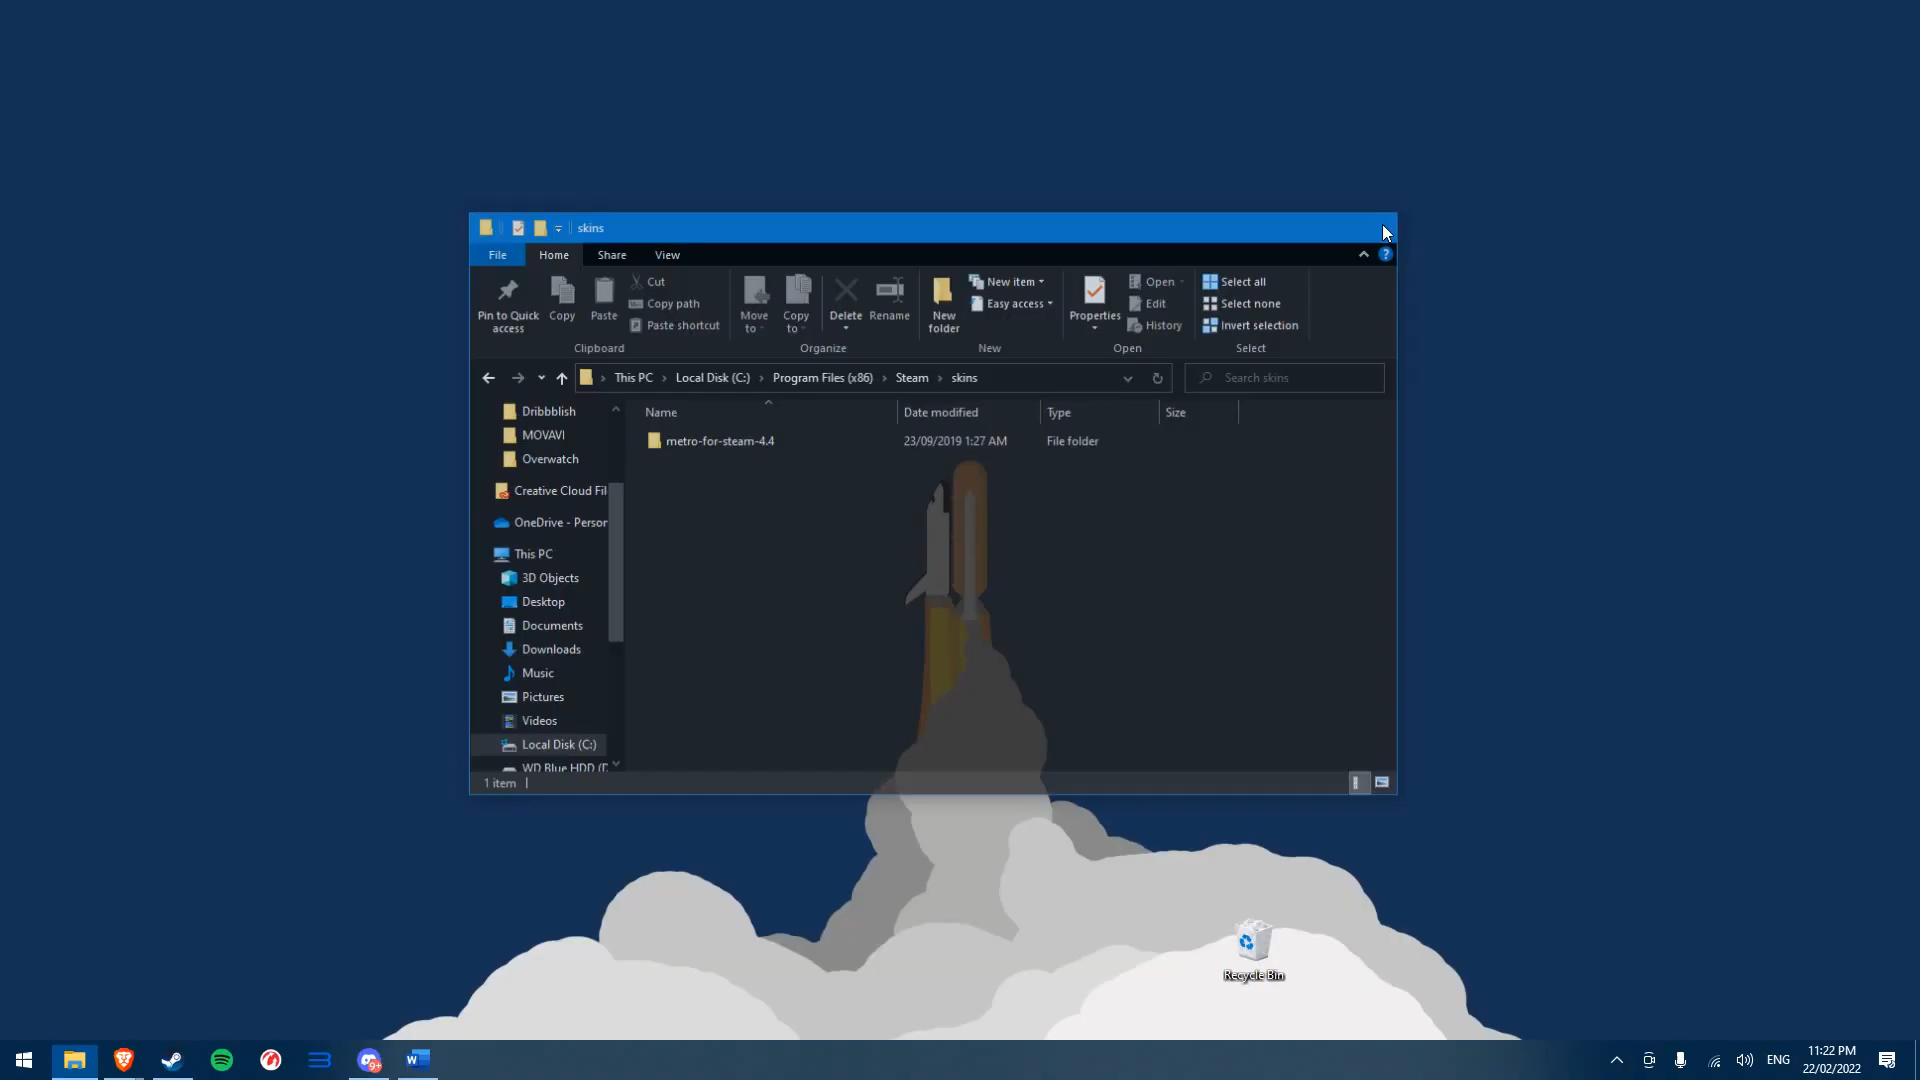 skins
File Home Share View
Pin to Quick access
Copy
Paste
Cut
Copy path
Paste shortcut
Move to
Copy to
Delete
Rename
New folder
New item
Easy access
Properties
Open
Edit
History
Select all
Select none
Invert selection
Clipboard Organize New Open Select
This PC Local Disk (C:) Program Files (x86) Steam skins
Search skins
Name Date modified Type Size
metro-for-steam-4.4 23/09/2019 1:27 AM File folder
Dribbblish
MOVAVI
Overwatch
Creative Cloud Fil
OneDrive - Person
This PC
3D Objects
Desktop
Documents
Downloads
Music
Pictures
Videos
Local Disk (C:)
WD Blue HDD (D
1 item
Recycle Bin
9+
W
ENG
11:22 PM
22/02/2022